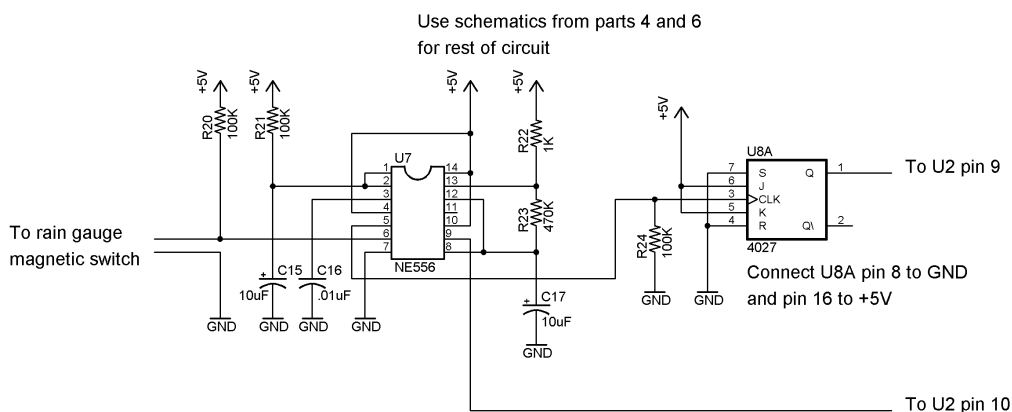 Use schematics from parts 4 and 6
for rest of circuit
+5V
+5V
+5V
+5V
+5V
R20
100K
R21
100K
R22
1K
R23
470K
R24
100K
U7
1
2
3
4
5
6
7
14
13
12
11
10
9
8
NE556
U8A
7
6
3
5
4
S
J
CLK
K
R
Q
Q\
1
2
4027
To U2 pin 9
To rain gauge
magnetic switch
Connect U8A pin 8 to GND
and pin 16 to +5V
+
C15
10uF
C16
.01uF
+
C17
10uF
GND
GND
GND
GND
GND
GND
GND
To U2 pin 10